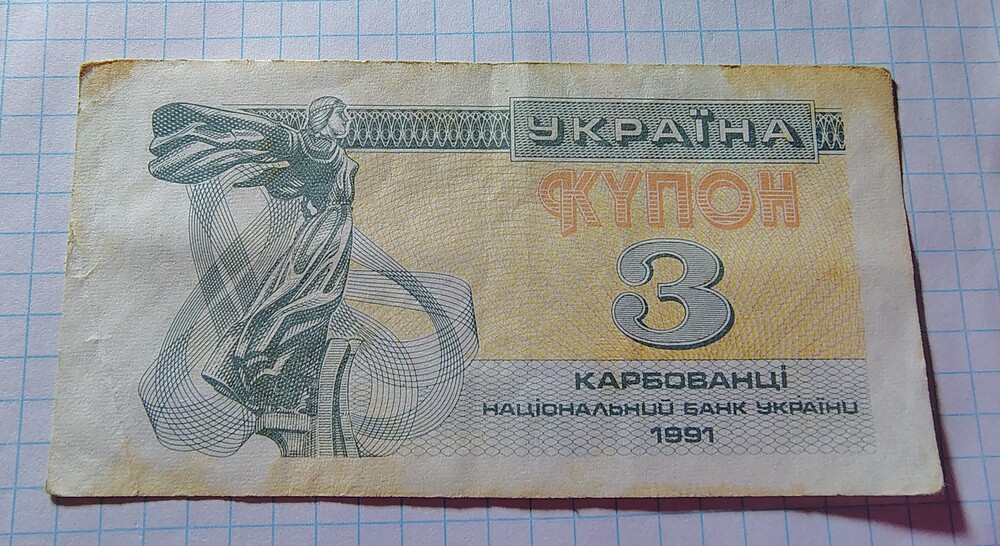 УКРАЇНА
КУПОН
3
КАРБОВАНЦІ
НАЦІОНАЛЬНИЙ БАНК УКРАЇНИ
1991